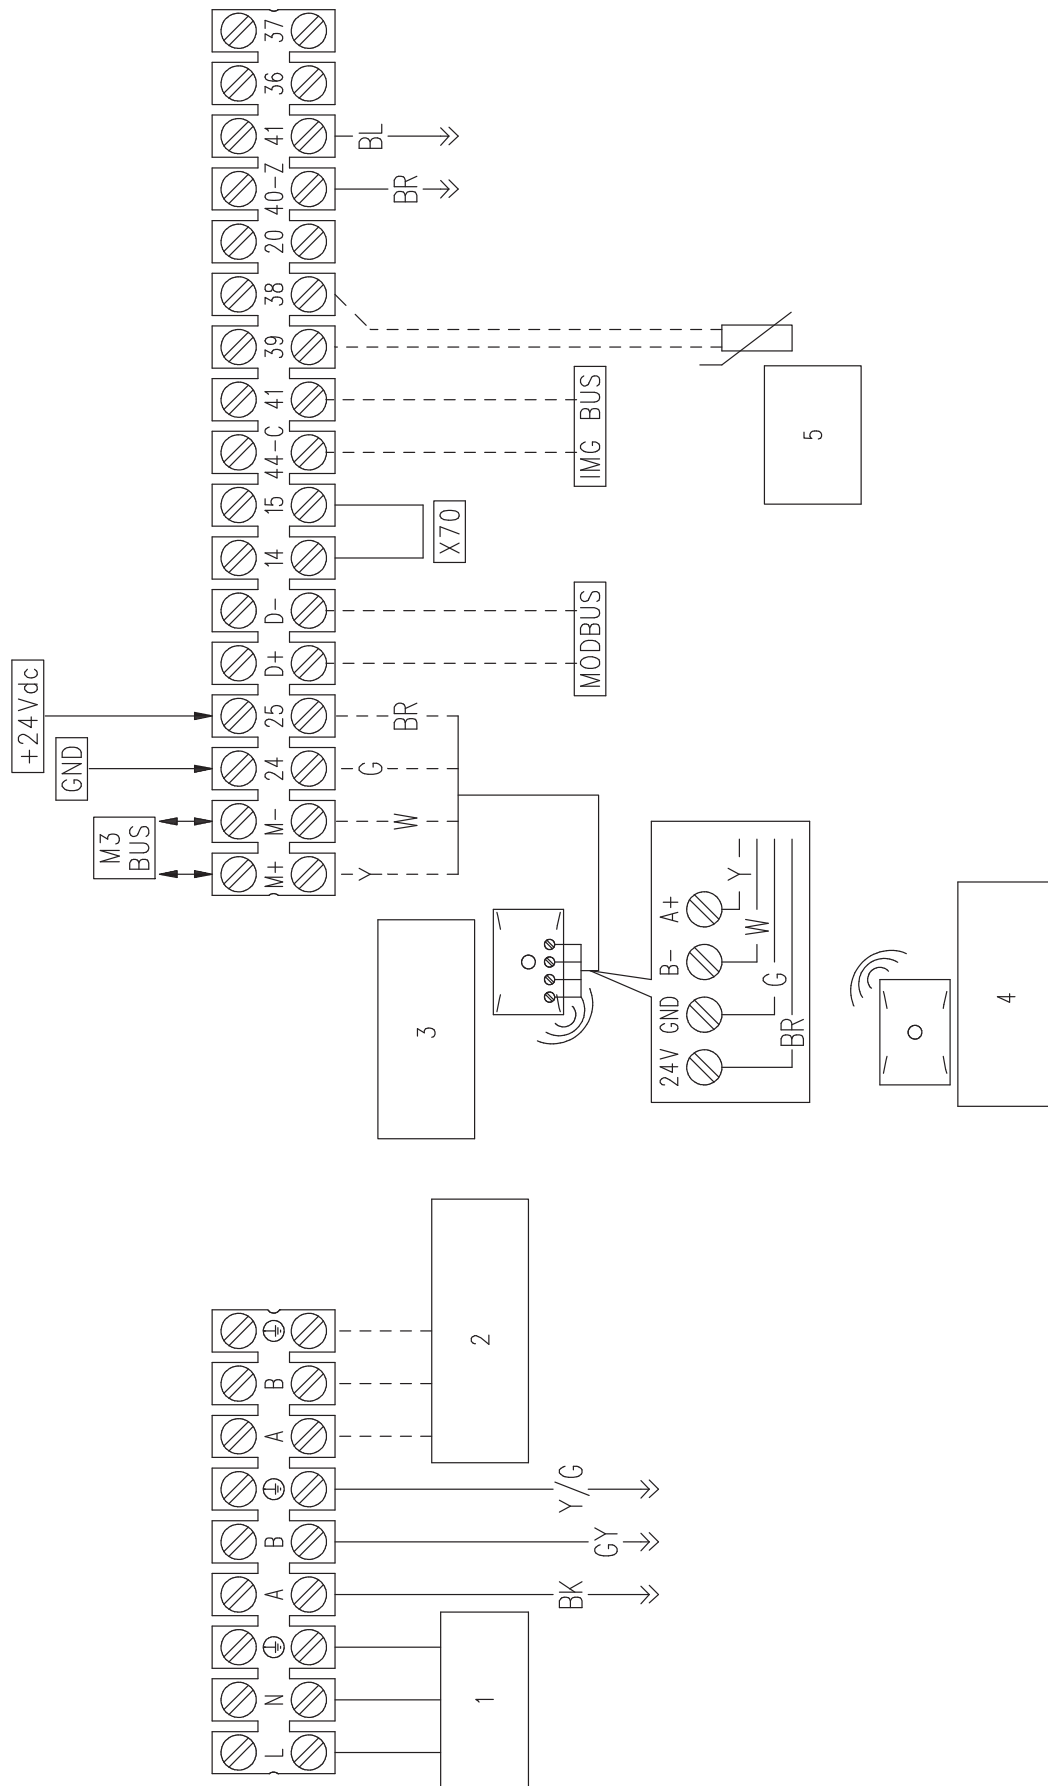 +24Vdc
GND
M3
BUS
L N ⏚ A B ⏚ A B ⏚ M+ M- 24 25 D+ D- 14 15 44-C 41 39 38 20 40-Z 41 36 37
Y W G BR
BR BL
X70
1
2
3
BK GY Y/G
MODBUS
IMG BUS
24V GND B- A+
Y
W
G
BR
5
4